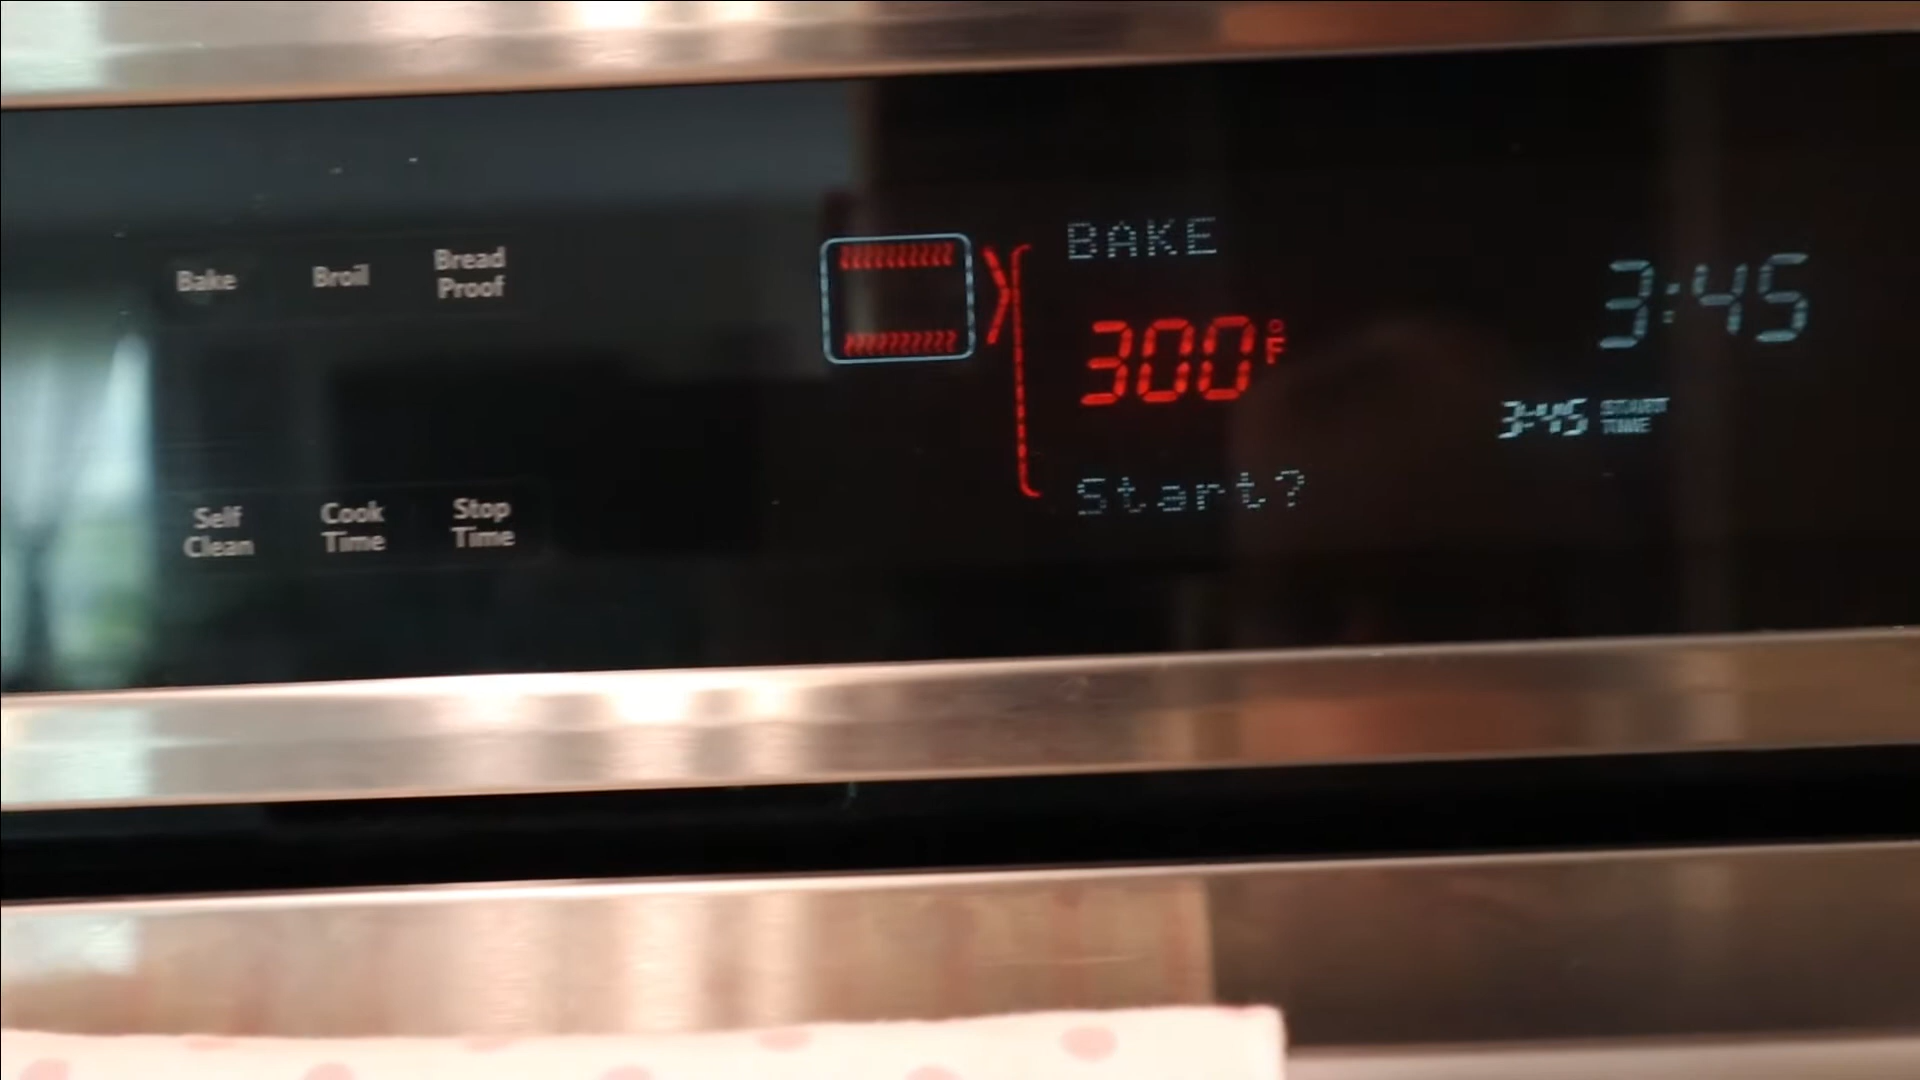 Bake
Broil
Bread
Proof
Self
Clean
Cook
Time
Stop
Time
BAKE
300°F
Start?
3:45
3:45 START
TIME